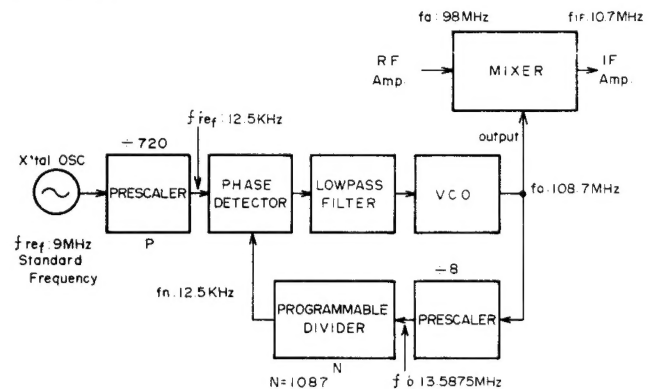 fa : 98MHz
fIF : 10.7MHz
RF
Amp.
MIXER
IF
Amp.
output
÷720
f́ref : 12.5KHz
X'tal OSC
PRESCALER
P
PHASE
DETECTOR
LOWPASS
FILTER
VCO
fo : 108.7MHz
fref : 9MHz
Standard
Frequency
fn : 12.5KHz
PROGRAMMABLE
DIVIDER
N
N=1087
÷8
PRESCALER
f́o 13.5875MHz